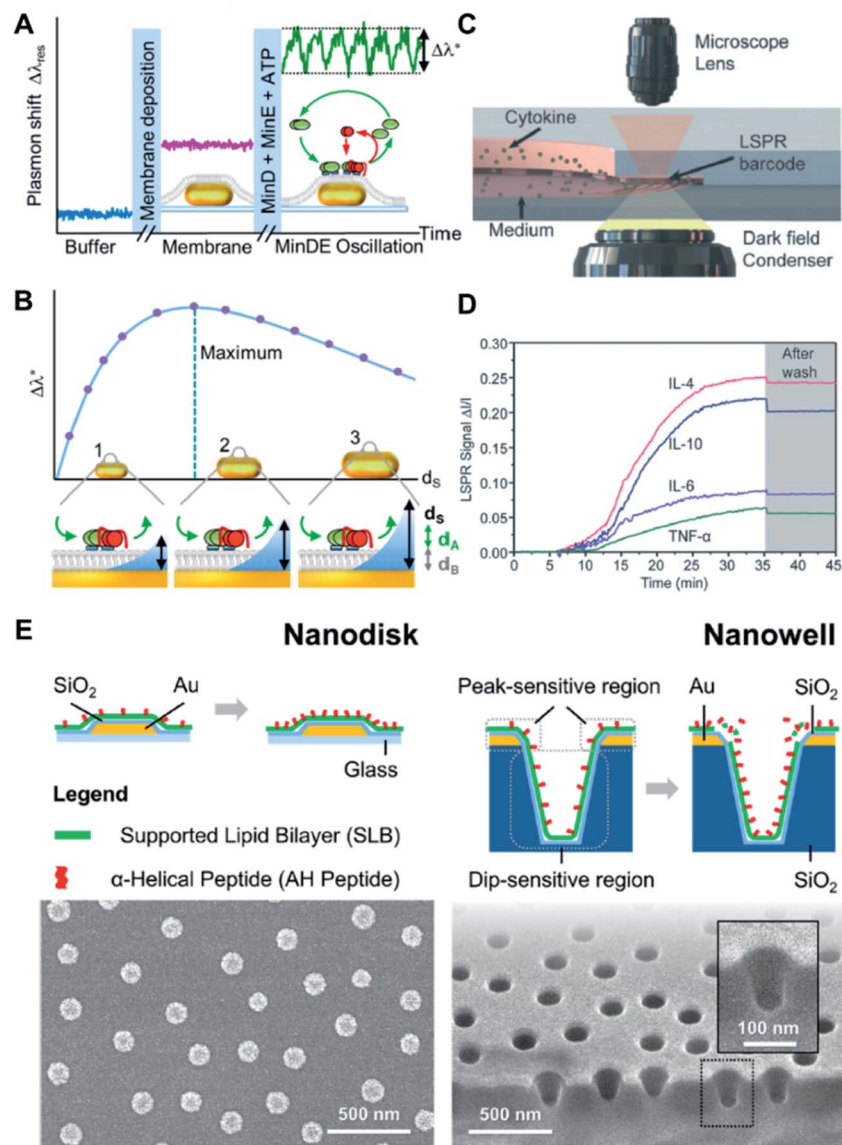 A
Plasmon shift Δλres
Membrane deposition
MinD + MinE + ATP
Δλ*
Buffer
Membrane
MinDE Oscillation
Time
B
Δλ*
Maximum
1
2
3
dS
dS
dA
dB
C
Microscope
Lens
Cytokine
LSPR
barcode
Medium
Dark field
Condenser
D
LSPR Signal ΔI/I
0.30
0.25
0.20
0.15
0.10
0.05
0.00
IL-4
IL-10
IL-6
TNF-α
After
wash
0 5 10 15 20 25 30 35 40 45
Time (min)
E
Nanodisk
SiO2
Au
Glass
Legend
Supported Lipid Bilayer (SLB)
α-Helical Peptide (AH Peptide)
500 nm
Nanowell
Peak-sensitive region
Au
SiO2
Dip-sensitive region
SiO2
100 nm
500 nm